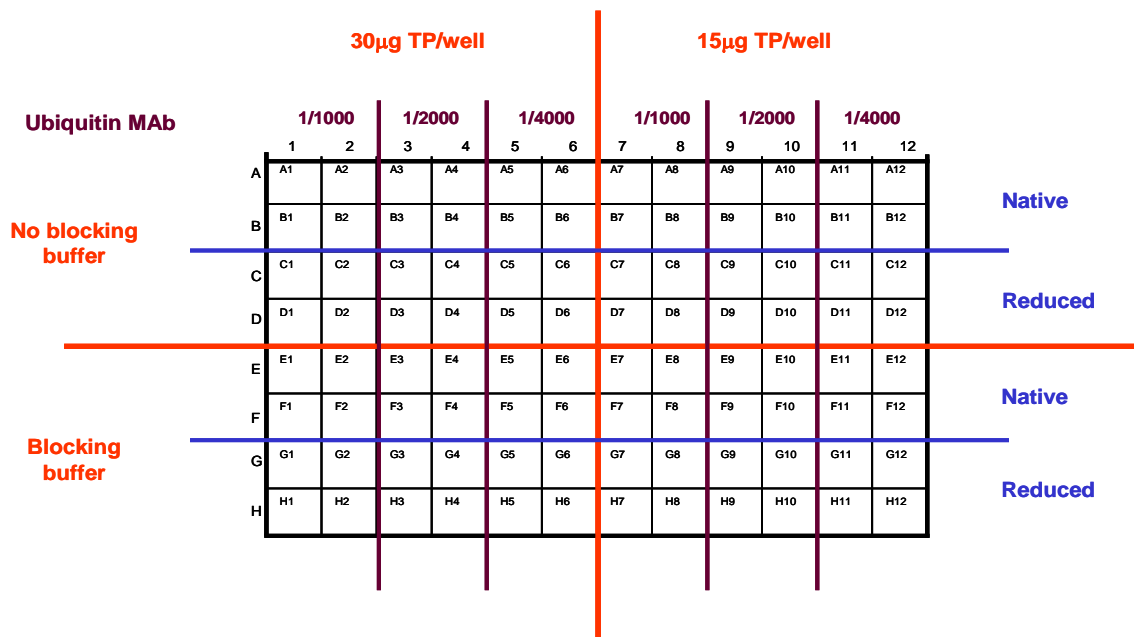 30µg TP/well 15µg TP/well
Ubiquitin MAb 1/1000 1/2000 1/4000 1/1000 1/2000 1/4000
1 2 3 4 5 6 7 8 9 10 11 12
A A1 A2 A3 A4 A5 A6 A7 A8 A9 A10 A11 A12
Native
B B1 B2 B3 B4 B5 B6 B7 B8 B9 B10 B11 B12
No blocking
buffer
C C1 C2 C3 C4 C5 C6 C7 C8 C9 C10 C11 C12
Reduced
D D1 D2 D3 D4 D5 D6 D7 D8 D9 D10 D11 D12
E E1 E2 E3 E4 E5 E6 E7 E8 E9 E10 E11 E12
Native
F F1 F2 F3 F4 F5 F6 F7 F8 F9 F10 F11 F12
Blocking
buffer
G G1 G2 G3 G4 G5 G6 G7 G8 G9 G10 G11 G12
Reduced
H H1 H2 H3 H4 H5 H6 H7 H8 H9 H10 H11 H12